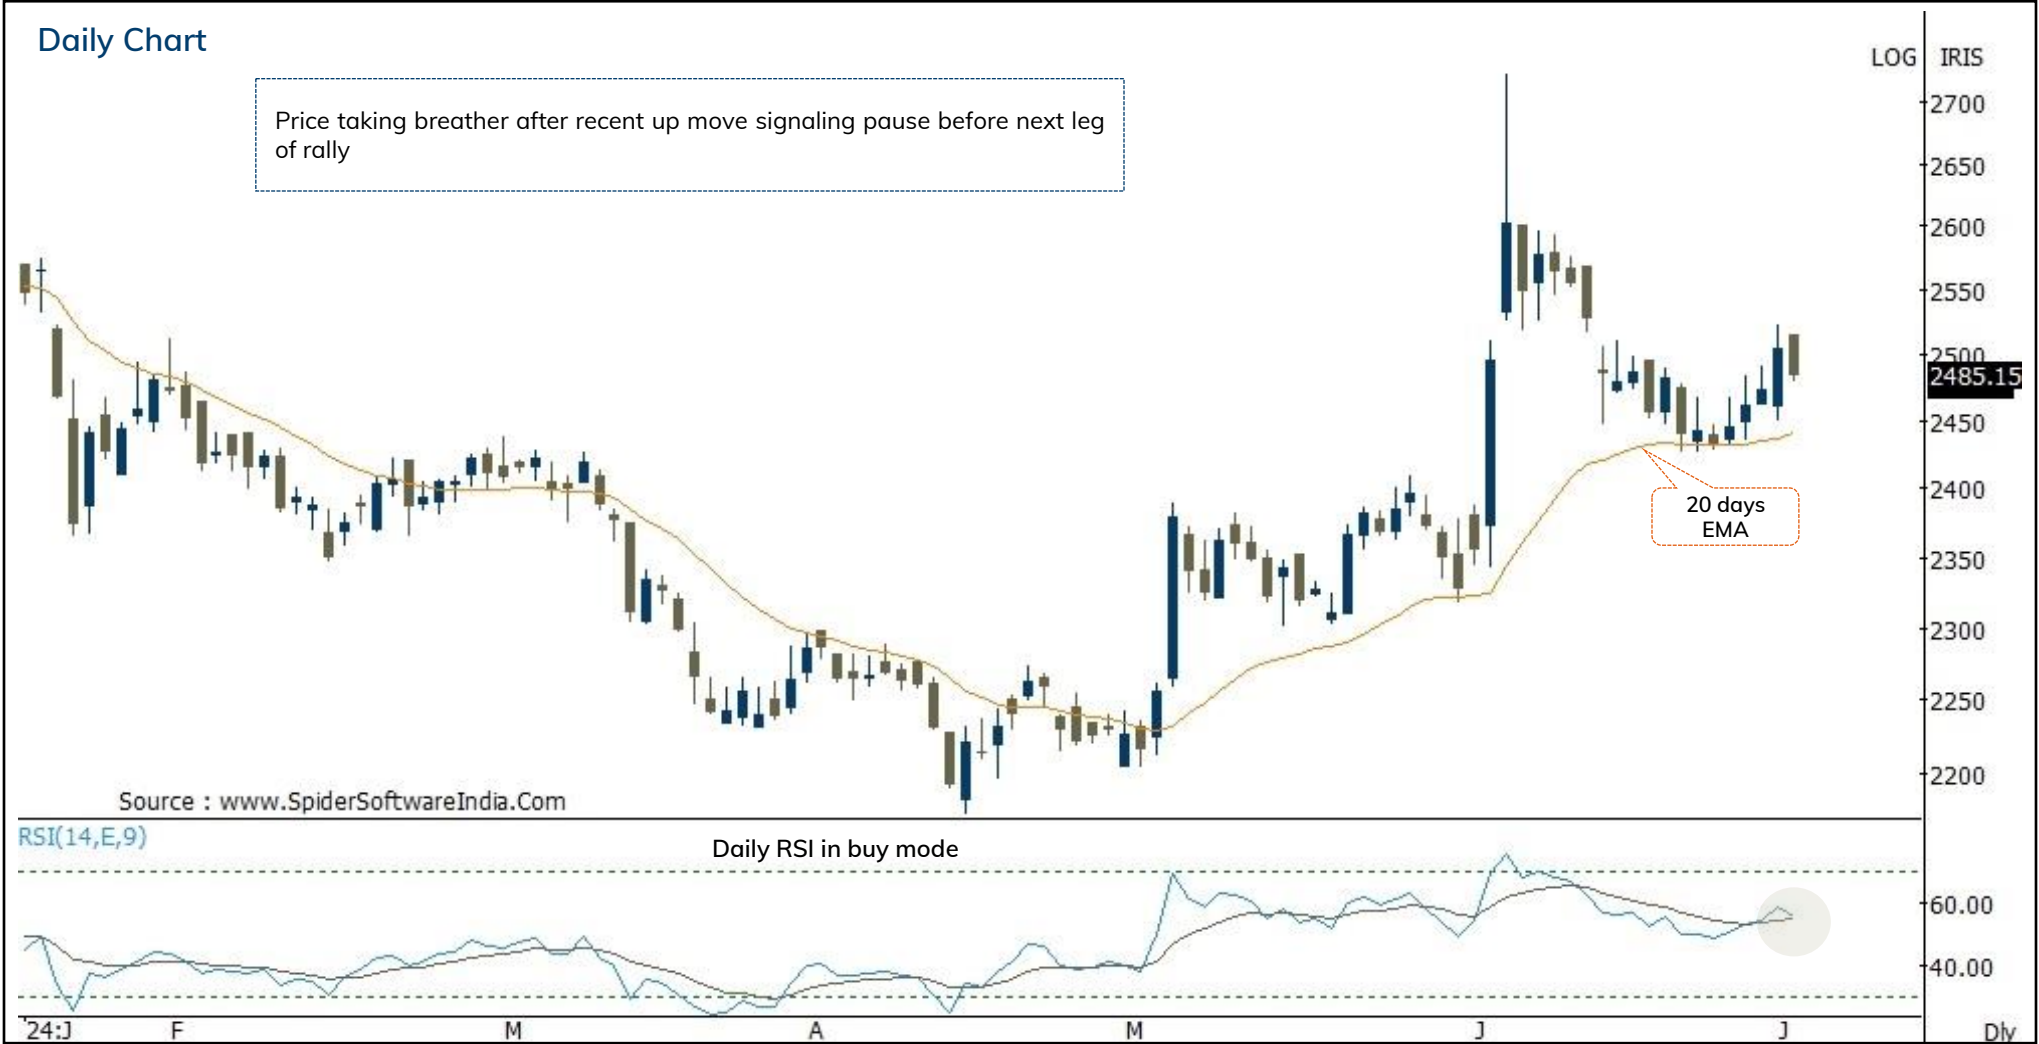 Daily Chart
LOG IRIS
Price taking breather after recent up move signaling pause before next leg
of rally
2700
2650
2600
2550
2500
2485.15
2450
2400
20 days
EMA
2350
2300
2250
2200
Source : www.SpiderSoftwareIndia.Com
RSI(14,E,9)
Daily RSI in buy mode
60.00
40.00
24:J F M A M J J Dly